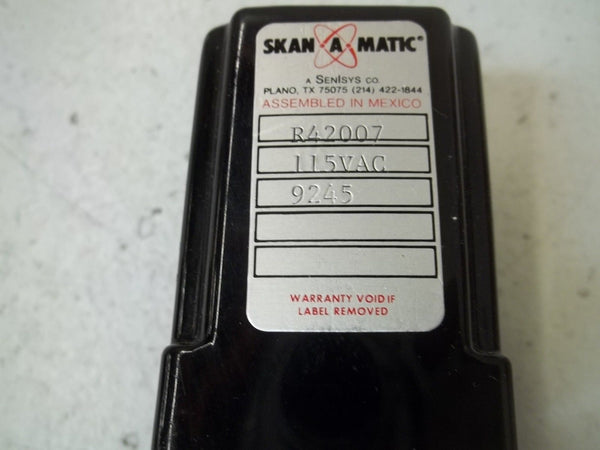 SKAN A MATIC®
A SENISYS CO.
PLANO, TX 75075 (214) 422-1844
ASSEMBLED IN MEXICO
R42007
115VAC
9245
WARRANTY VOID IF
LABEL REMOVED